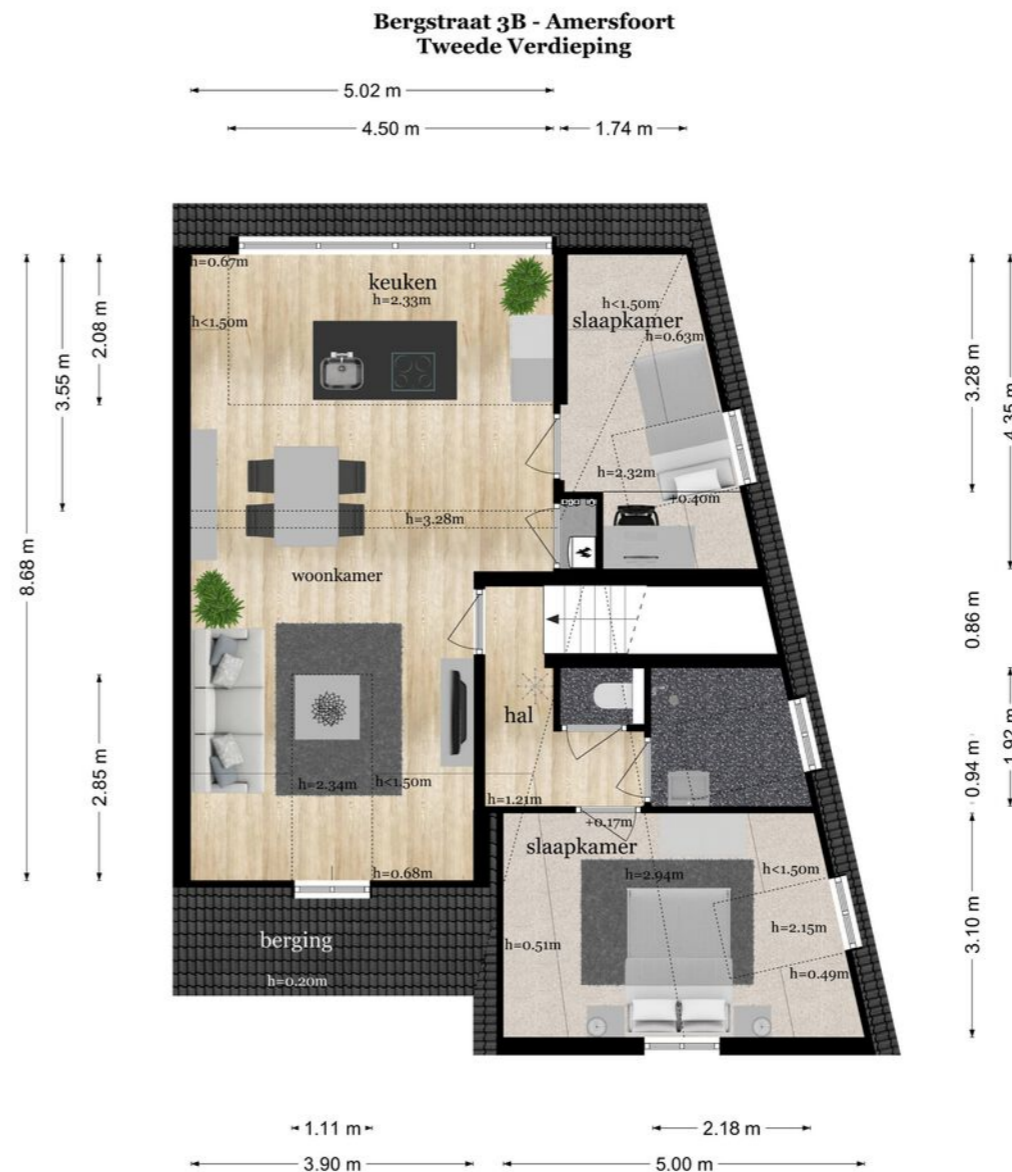 Bergstraat 3B - Amersfoort
Tweede Verdieping
5.02 m
4.50 m
1.74 m
h=0.67m
keuken
h=2.33m
h<1.50m
h<1.50m
slaapkamer
h=0.63m
2.08 m
3.55 m
8.68 m
3.28 m
4.35 m
h=2.32m
+0.40m
h=3.28m
woonkamer
0.86 m
hal
2.85 m
h=2.34m
h<1.50m
h=1.21m
0.94 m
1.92 m
+0.17m
slaapkamer
h=0.68m
h=2.94m
h<1.50m
h=2.15m
h=0.51m
h=0.49m
3.10 m
berging
h=0.20m
1.11 m
2.18 m
3.90 m
5.00 m